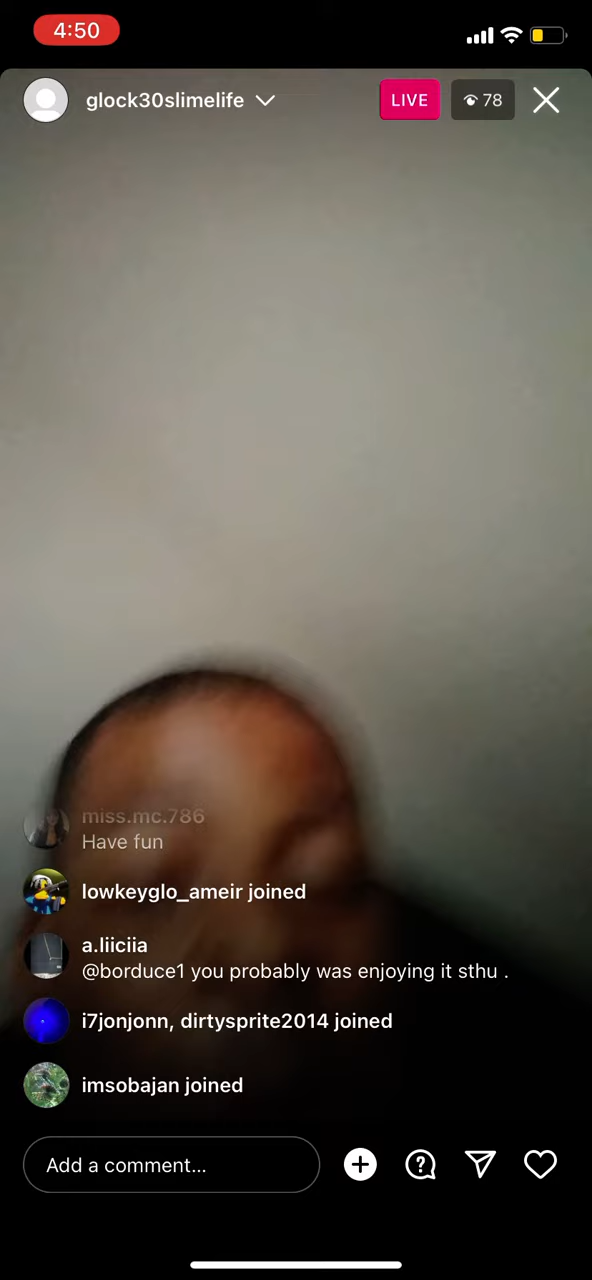 4:50
glock30slimelife
LIVE
78
miss.mc.786
Have fun
lowkeyglo_ameir joined
a.liiciia
@borduce1 you probably was enjoying it sthu .
i7jonjonn, dirtysprite2014 joined
imsobajan joined
Add a comment...